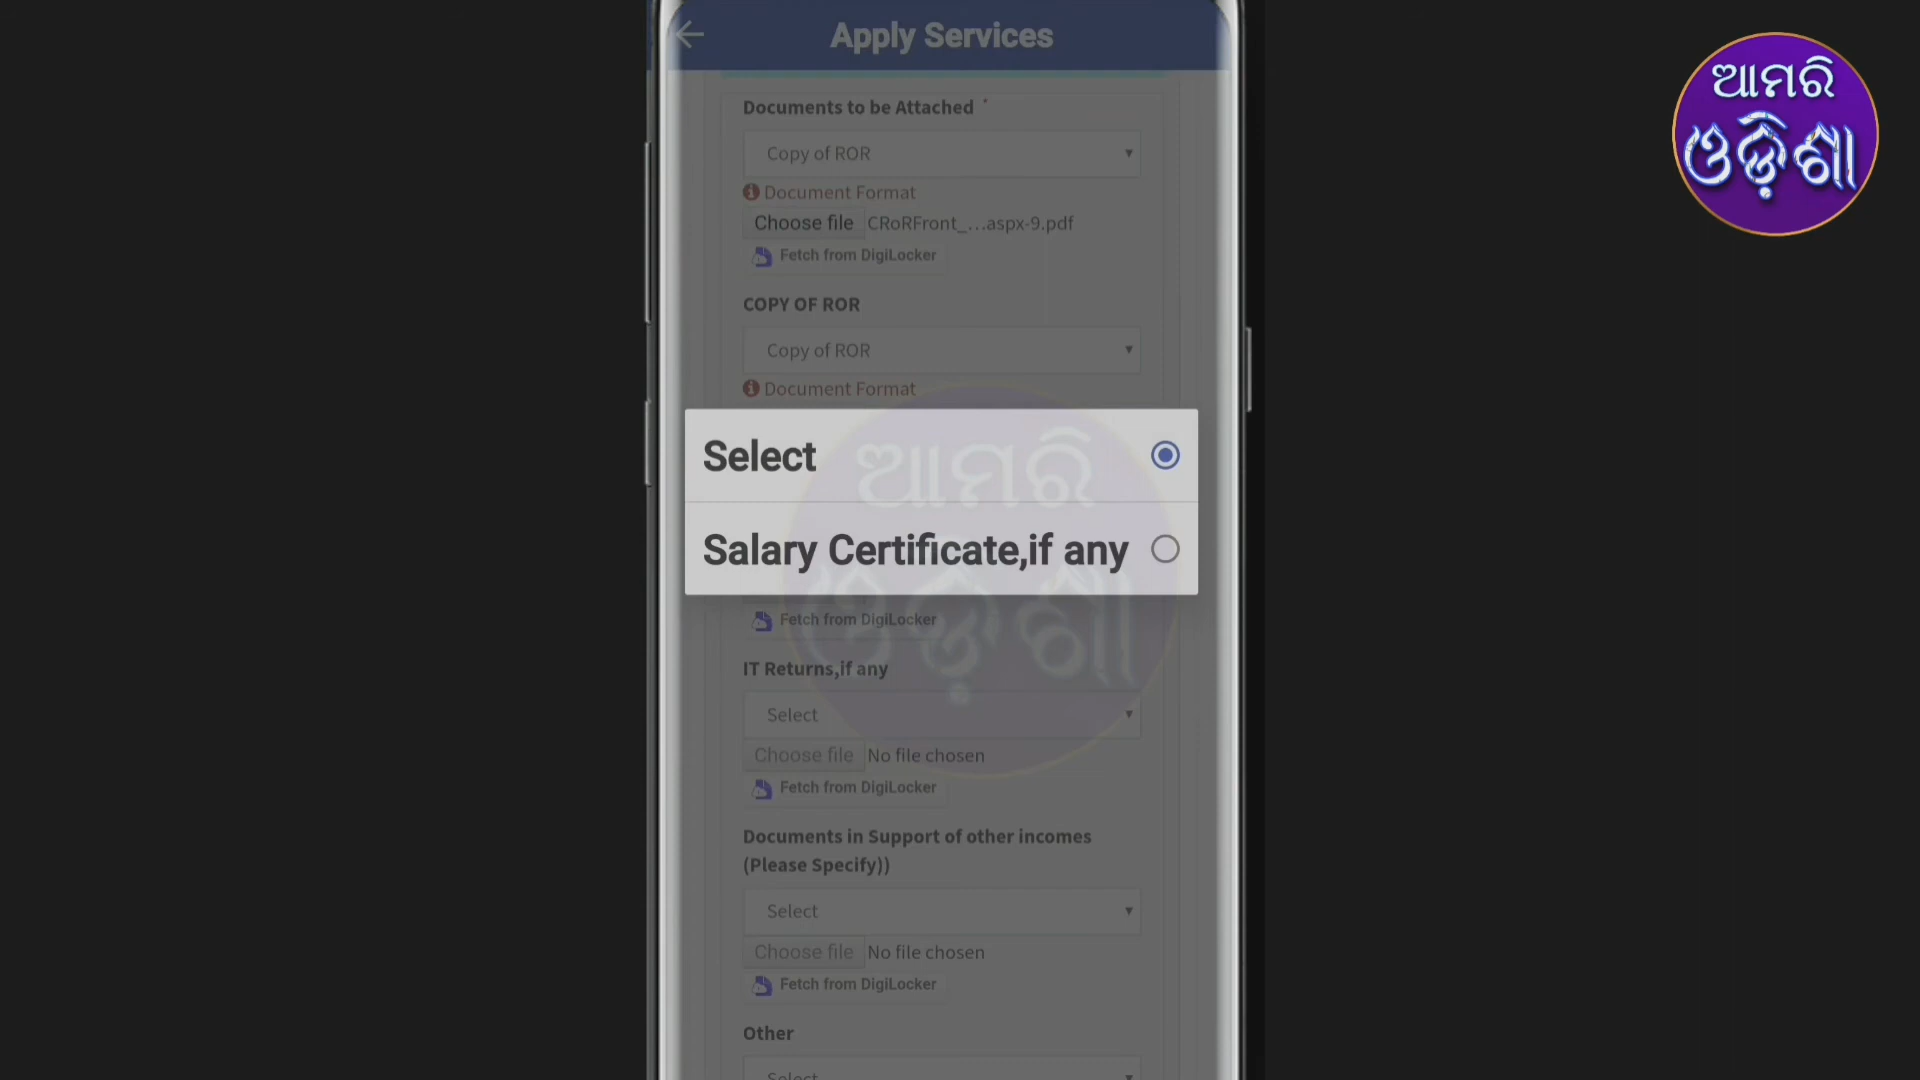 Apply Services
ଆମରି
ଓଡ଼ିଶା
Documents to be Attached *
Copy of ROR
Document Format
Choose file CRoRFront_...aspx-9.pdf
Fetch from DigiLocker
COPY OF ROR
Copy of ROR
Document Format
Select
ଆମରି
Salary Certificate,if any
ଓଡ଼ିଶା
Fetch from DigiLocker
IT Returns,if any
Select
Choose file No file chosen
Fetch from DigiLocker
Documents in Support of other incomes
(Please Specify))
Select
Choose file No file chosen
Fetch from DigiLocker
Other
Select